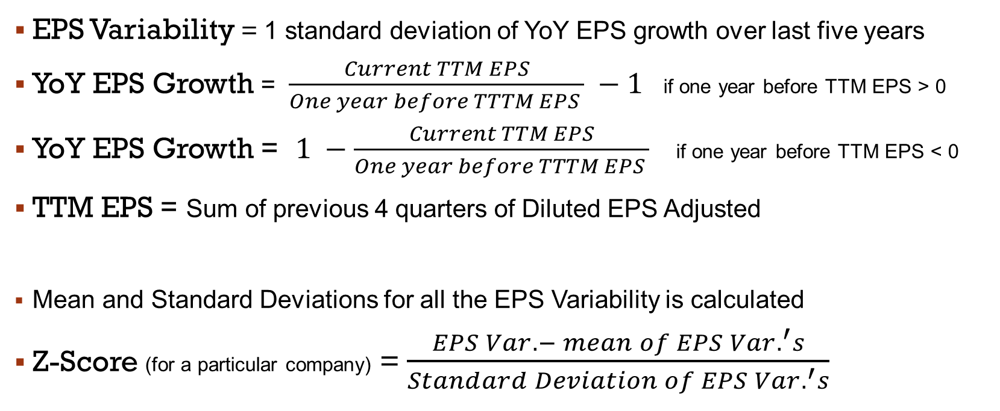 ▪ EPS Variability = 1 standard deviation of YoY EPS growth over last five years
▪ YoY EPS Growth = Current TTM EPS / One year before TTTM EPS − 1 if one year before TTM EPS > 0
▪ YoY EPS Growth = 1 − Current TTM EPS / One year before TTTM EPS if one year before TTM EPS < 0
▪ TTM EPS = Sum of previous 4 quarters of Diluted EPS Adjusted
▪ Mean and Standard Deviations for all the EPS Variability is calculated
▪ Z-Score (for a particular company) = EPS Var.− mean of EPS Var.′s / Standard Deviation of EPS Var.′s